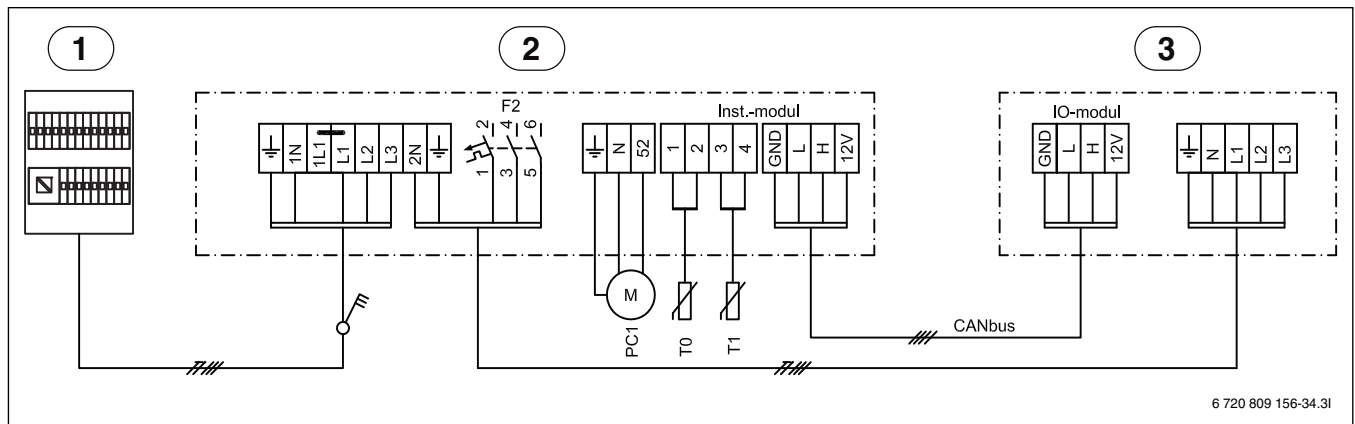 1
2
3
F2
Inst.-modul
IO-modul
⏚ 1N 1L1 L1 L2 L3 2N ⏚
2 4 6
1 3 5
⏚ N 52
1 2 3 4
GND L H 12V
GND L H 12V
⏚ N L1 L2 L3
M
PC1
T0
T1
CANbus
6 720 809 156-34.3I